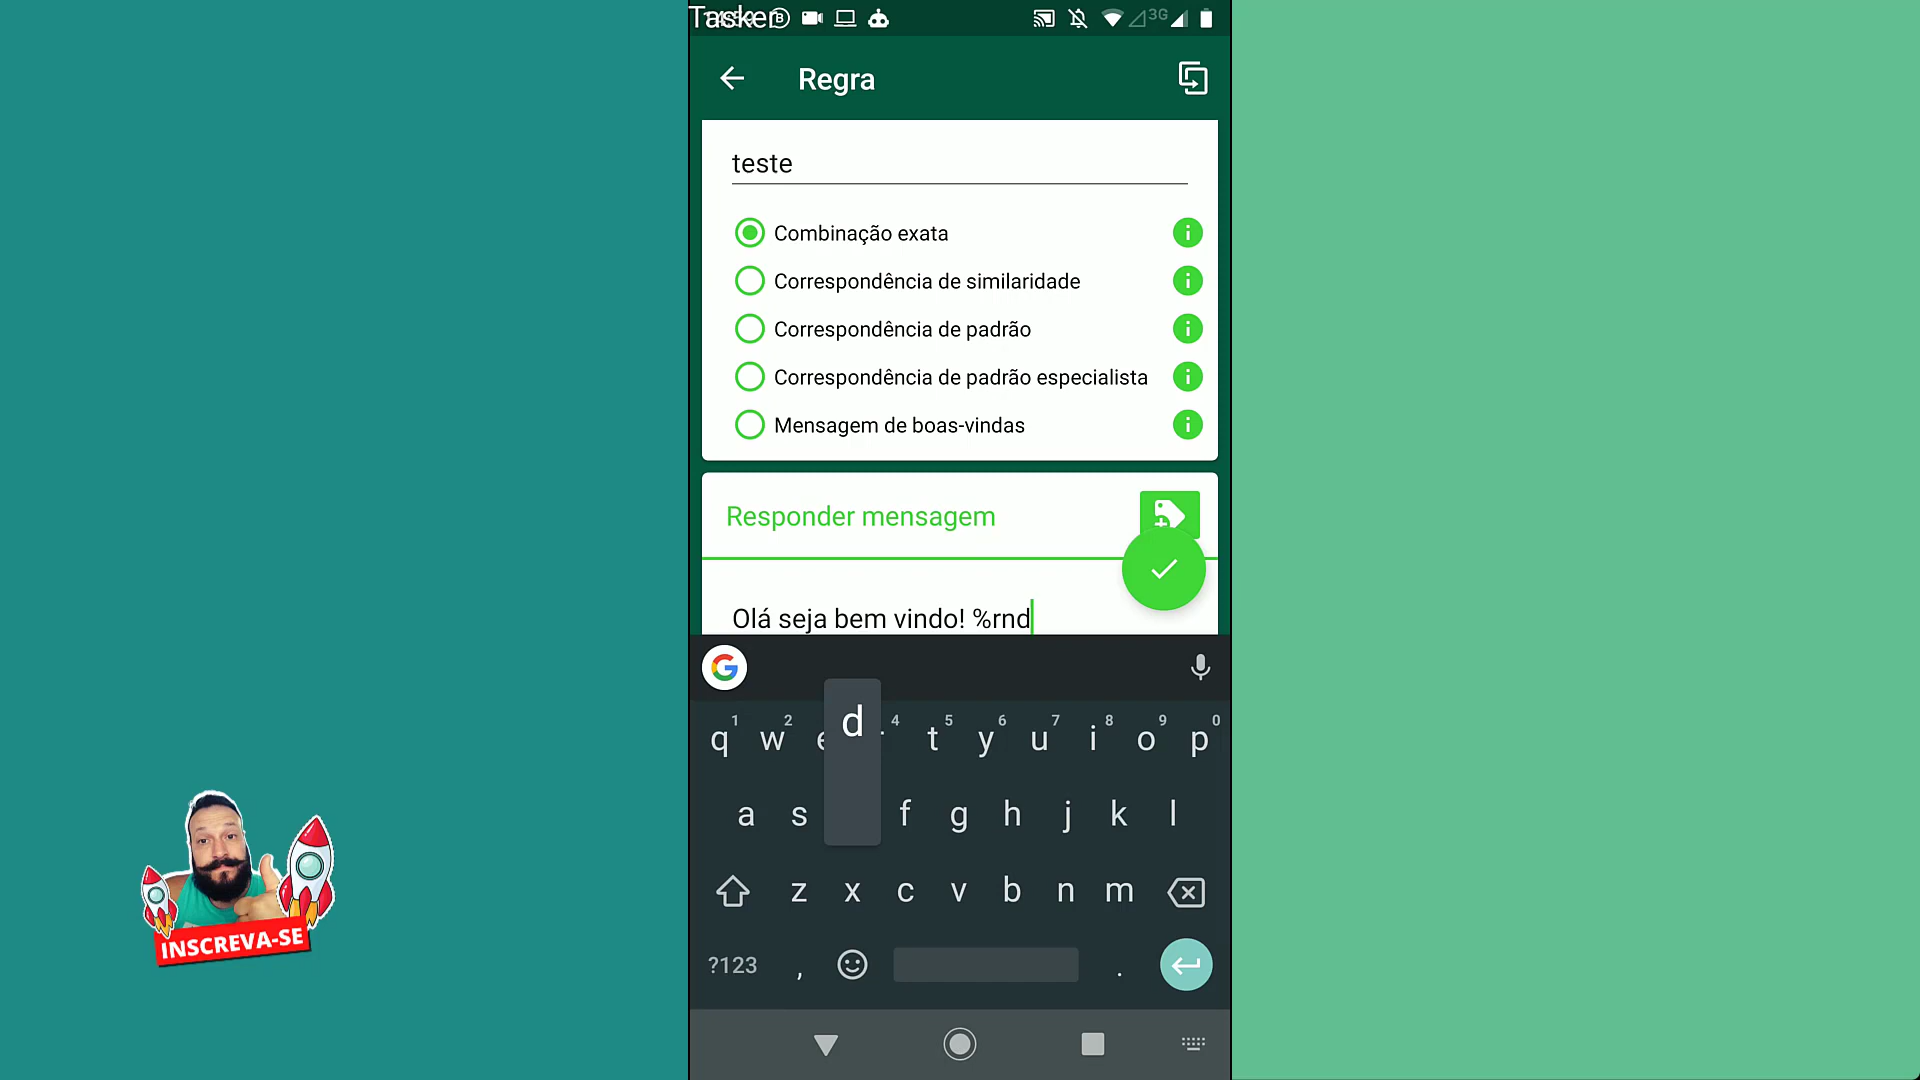 Tasker
3G
Regra
teste
Combinação exata
Correspondência de similaridade
Correspondência de padrão
Correspondência de padrão especialista
Mensagem de boas-vindas
Responder mensagem
Olá seja bem vindo! %rnd
d
1 2 4 5 6 7 8 9 0
q w e t y u i o p
a s f g h j k l
z x c v b n m
?123 , .
INSCREVA-SE